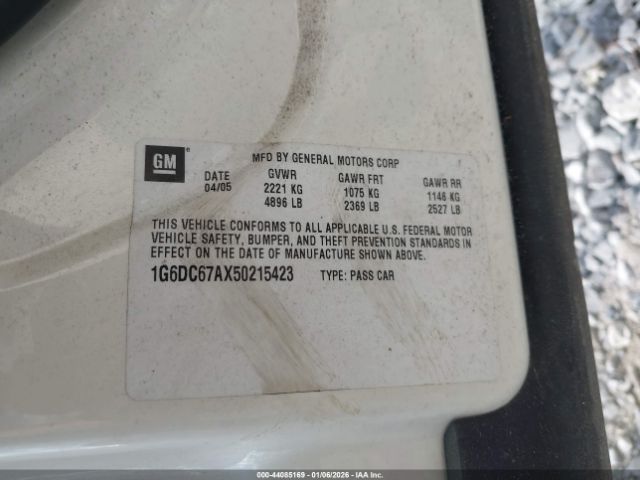 GM
MFD BY GENERAL MOTORS CORP
DATE GVWR GAWR FRT GAWR RR
04/05 2221 KG 1075 KG 1146 KG
4896 LB 2369 LB 2527 LB
THIS VEHICLE CONFORMS TO ALL APPLICABLE U.S. FEDERAL MOTOR
VEHICLE SAFETY, BUMPER, AND THEFT PREVENTION STANDARDS IN
EFFECT ON THE DATE OF MANUFACTURE SHOWN ABOVE.
1G6DC67AX50215423 TYPE: PASS CAR
000-44085169 - 01/06/2026 - IAAI.COM